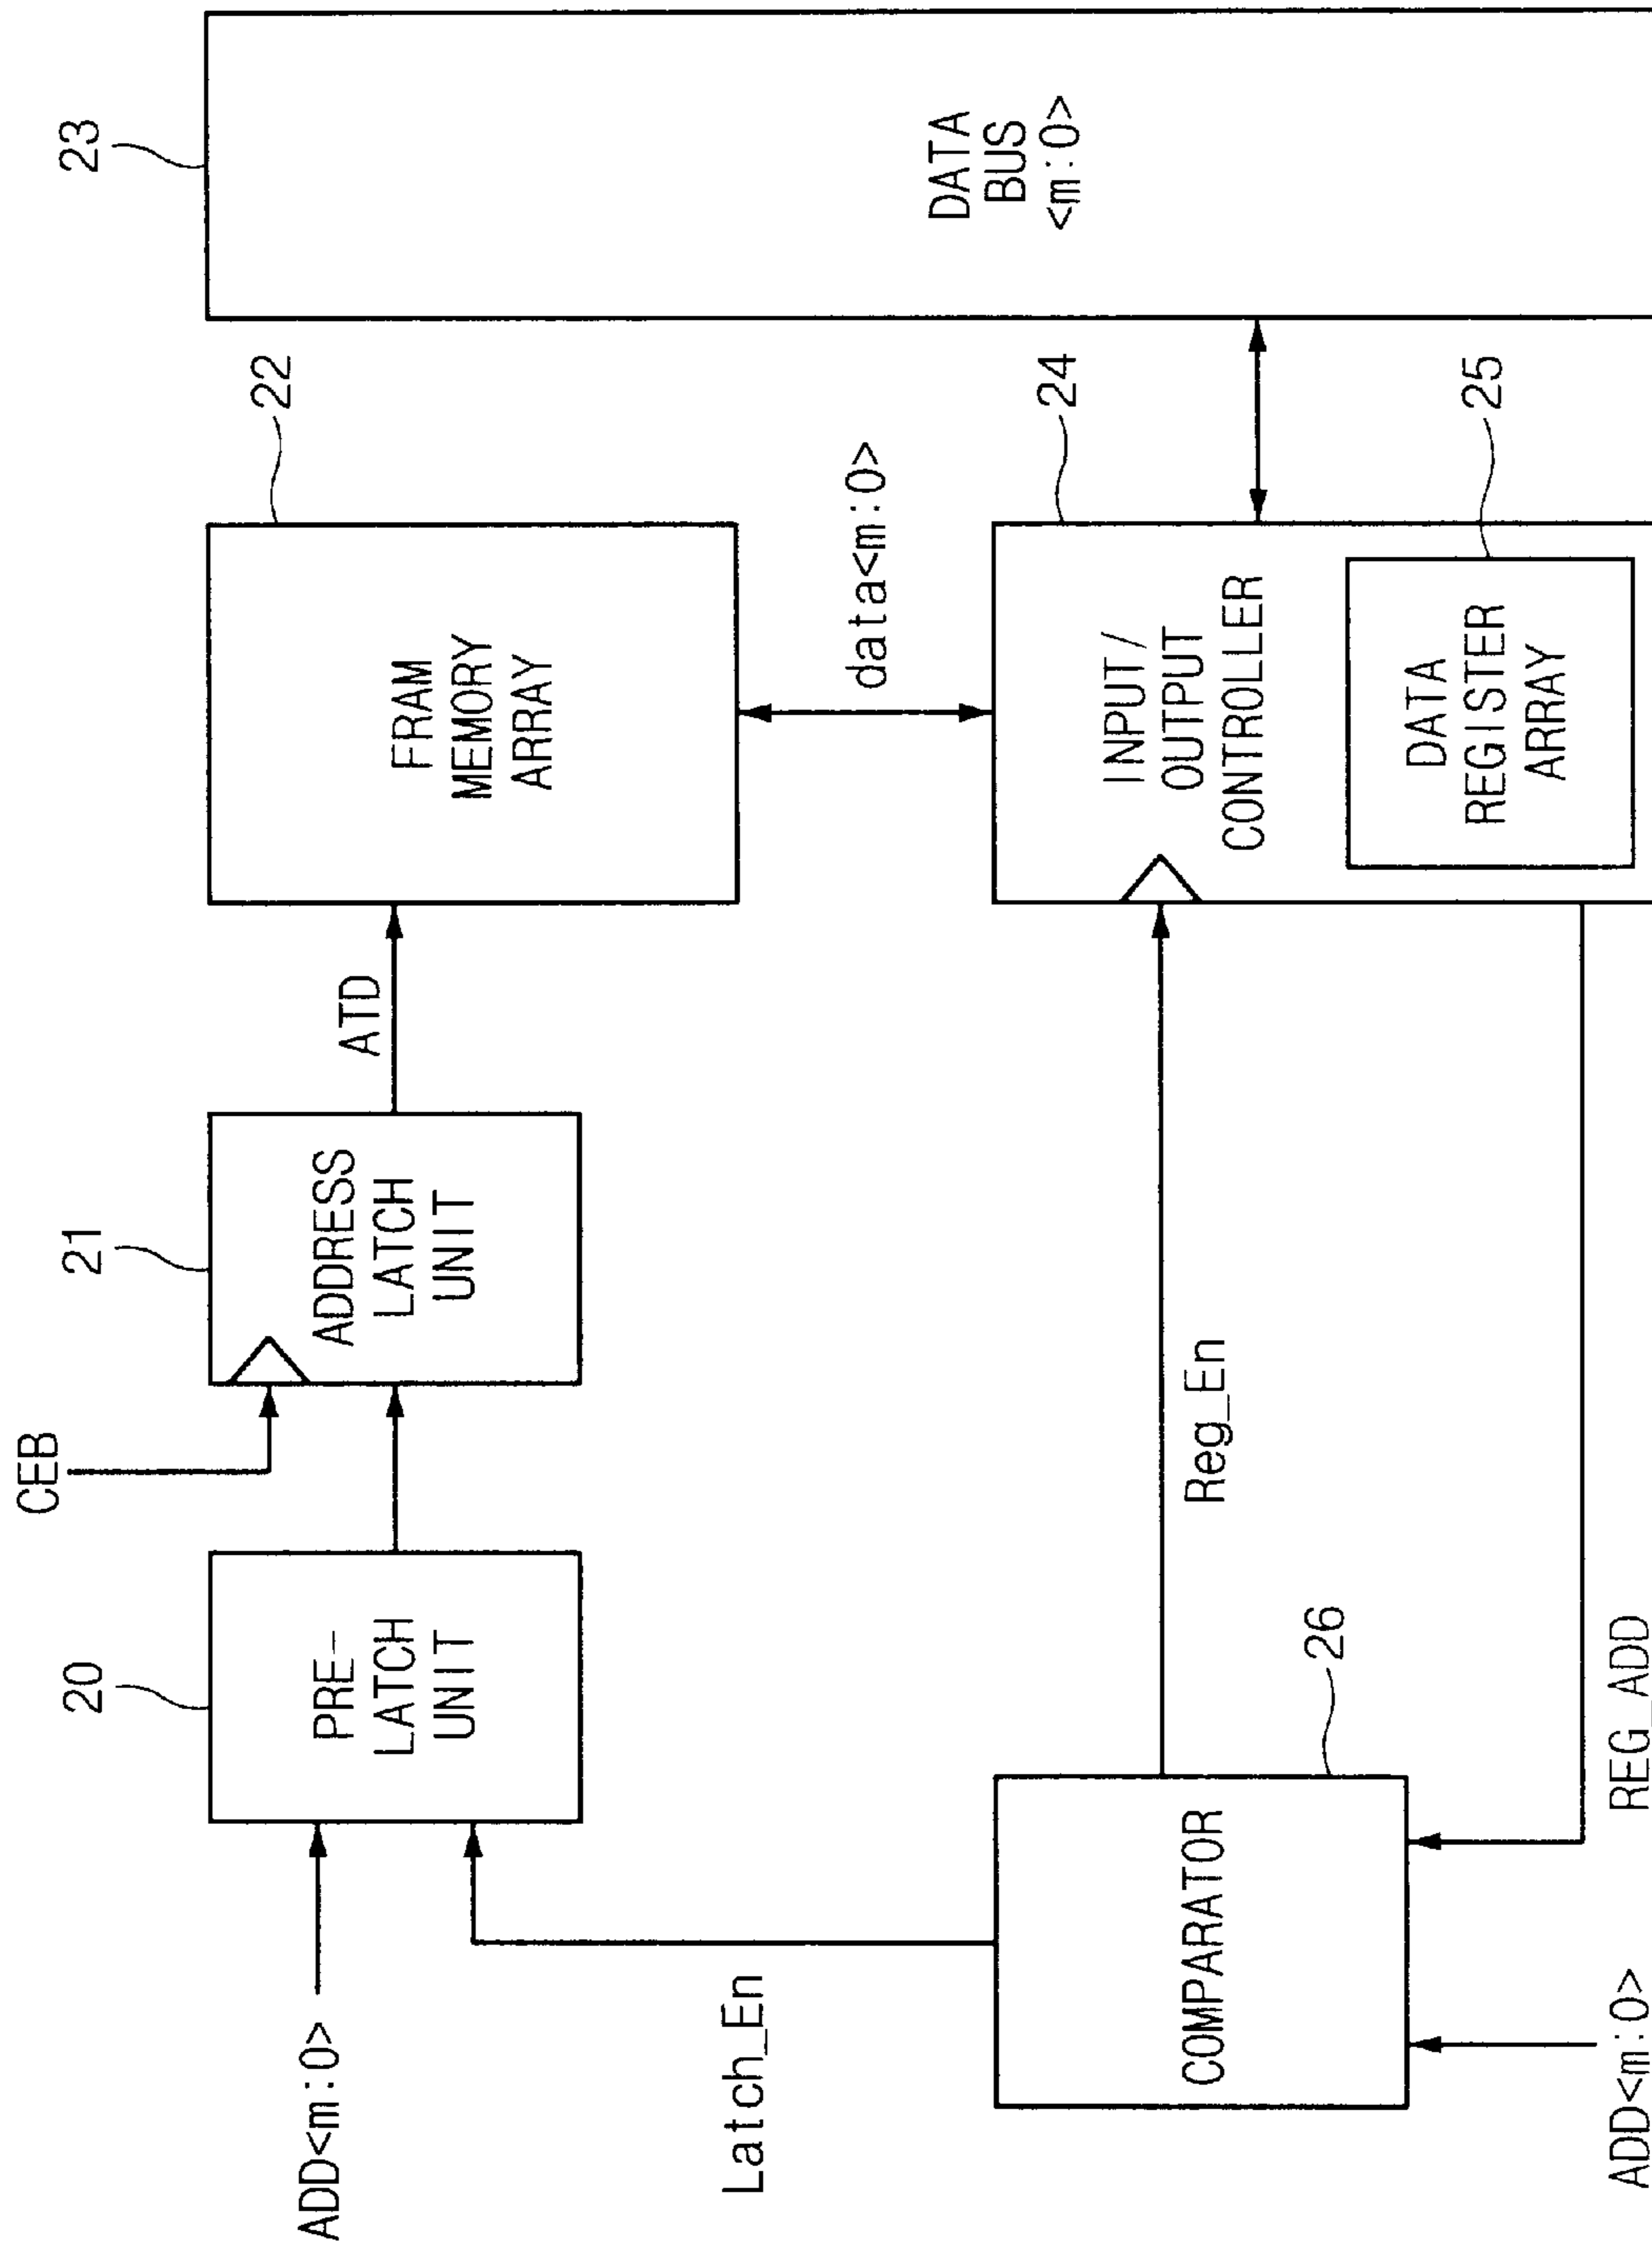 ADD<m:0>
20
PRE-
LATCH
UNIT
CEB
21
ADDRESS
LATCH
UNIT
ATD
22
FRAM
MEMORY
ARRAY
23
DATA
BUS
<m:0>
Latch_En
data<m:0>
COMPARATOR
26
Reg_En
24
INPUT/
OUTPUT
CONTROLLER
25
DATA
REGISTER
ARRAY
ADD<m:0>
REG_ADD